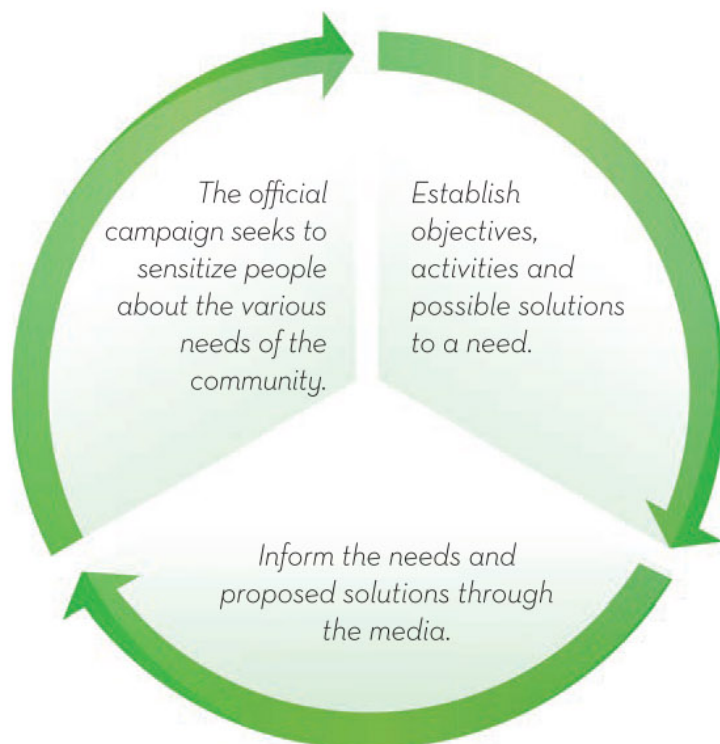 The official
campaign seeks to
sensitize people
about the various
needs of the
community.
Establish
objectives,
activities and
possible solutions
to a need.
Inform the needs and
proposed solutions through
the media.